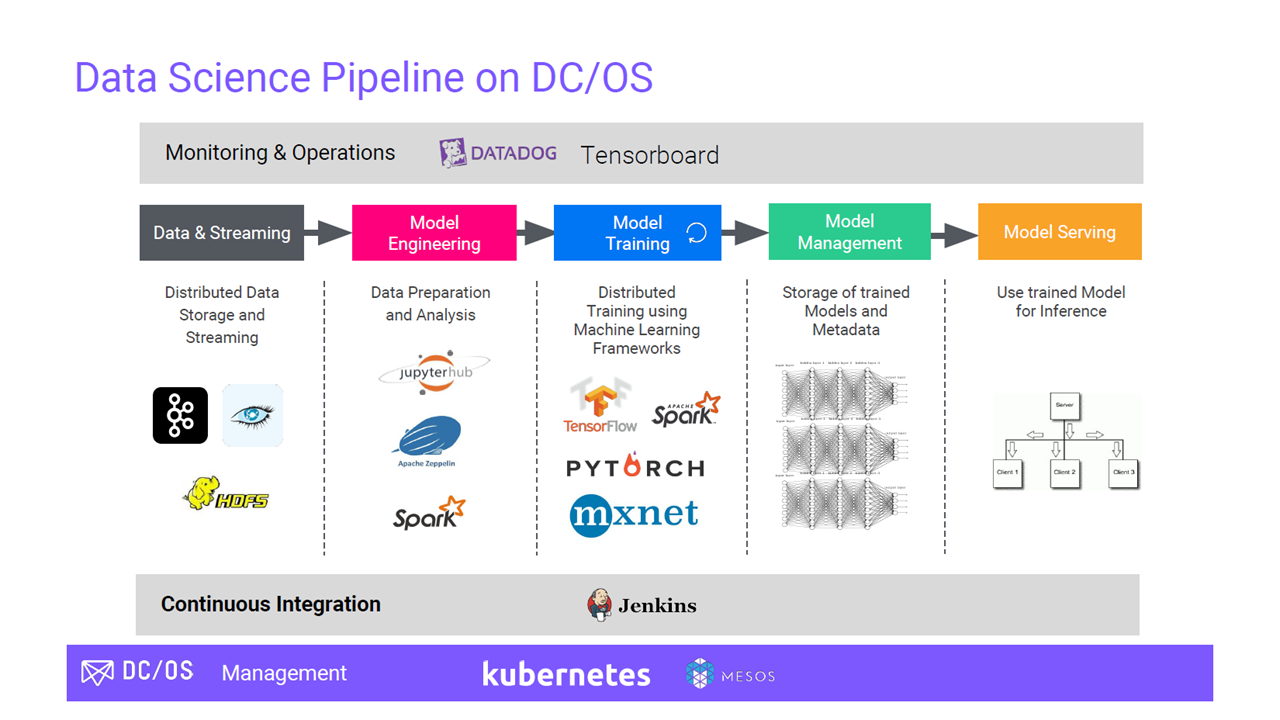 Data Science Pipeline on DC/OS
Monitoring & Operations
DATADOG
Tensorboard
Data & Streaming
Model
Engineering
Model
Training
Model
Management
Model Serving
Distributed Data
Storage and
Streaming
HDFS
Data Preparation
and Analysis
jupyterhub
Apache Zeppelin
Spark
Distributed
Training using
Machine Learning
Frameworks
TF
TensorFlow
APACHE
Spark
PYTORCH
mxnet
Storage of trained
Models and
Metadata
Use trained Model
for Inference
Server
Client 1
Client 2
Client 3
Continuous Integration
Jenkins
DC/OS
Management
kubernetes
MESOS